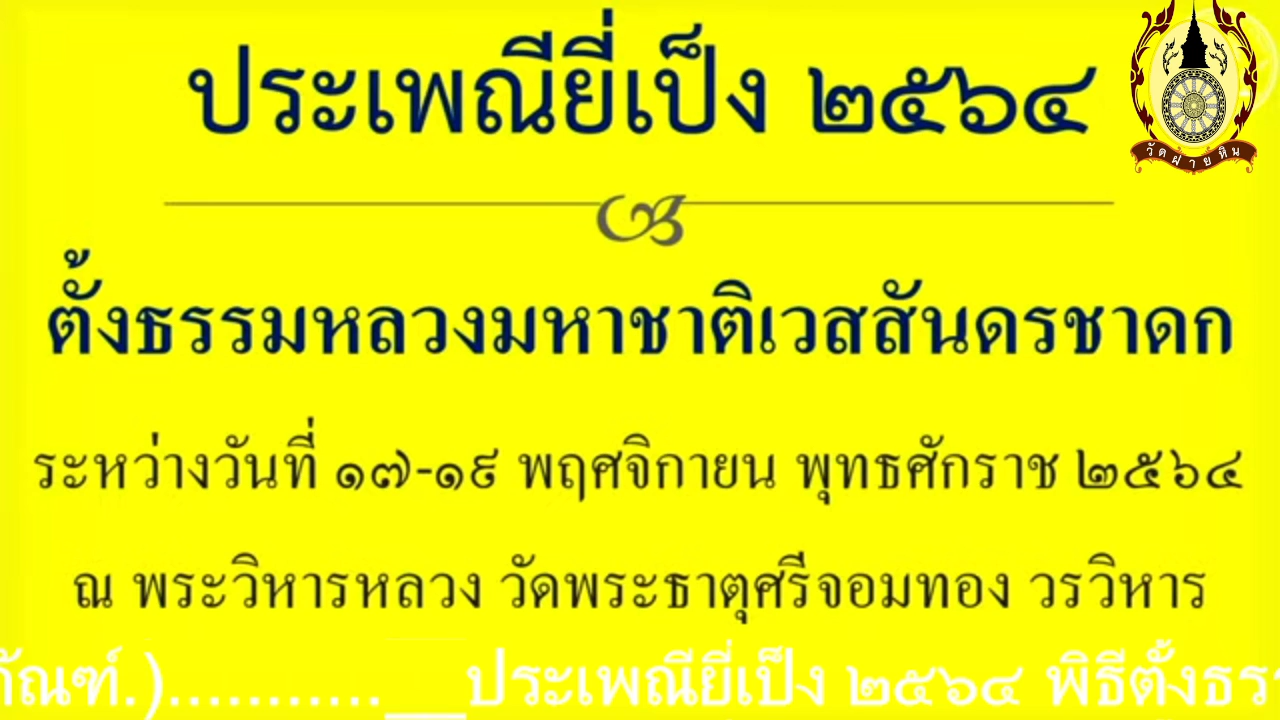 ประเพณียี่เป็ง ๒๕๖๔
วัดฝายหิน
ตั้งธรรมหลวงมหาชาติเวสสันดรชาดก
ระหว่างวันที่ ๑๗-๑๙ พฤศจิกายน พุทธศักราช ๒๕๖๔
ณ พระวิหารหลวง วัดพระธาตุศรีจอมทอง วรวิหาร
ภัณฑ์.)...........__ประเพณียี่เป็ง ๒๕๖๔ พิธีตั้งธรร